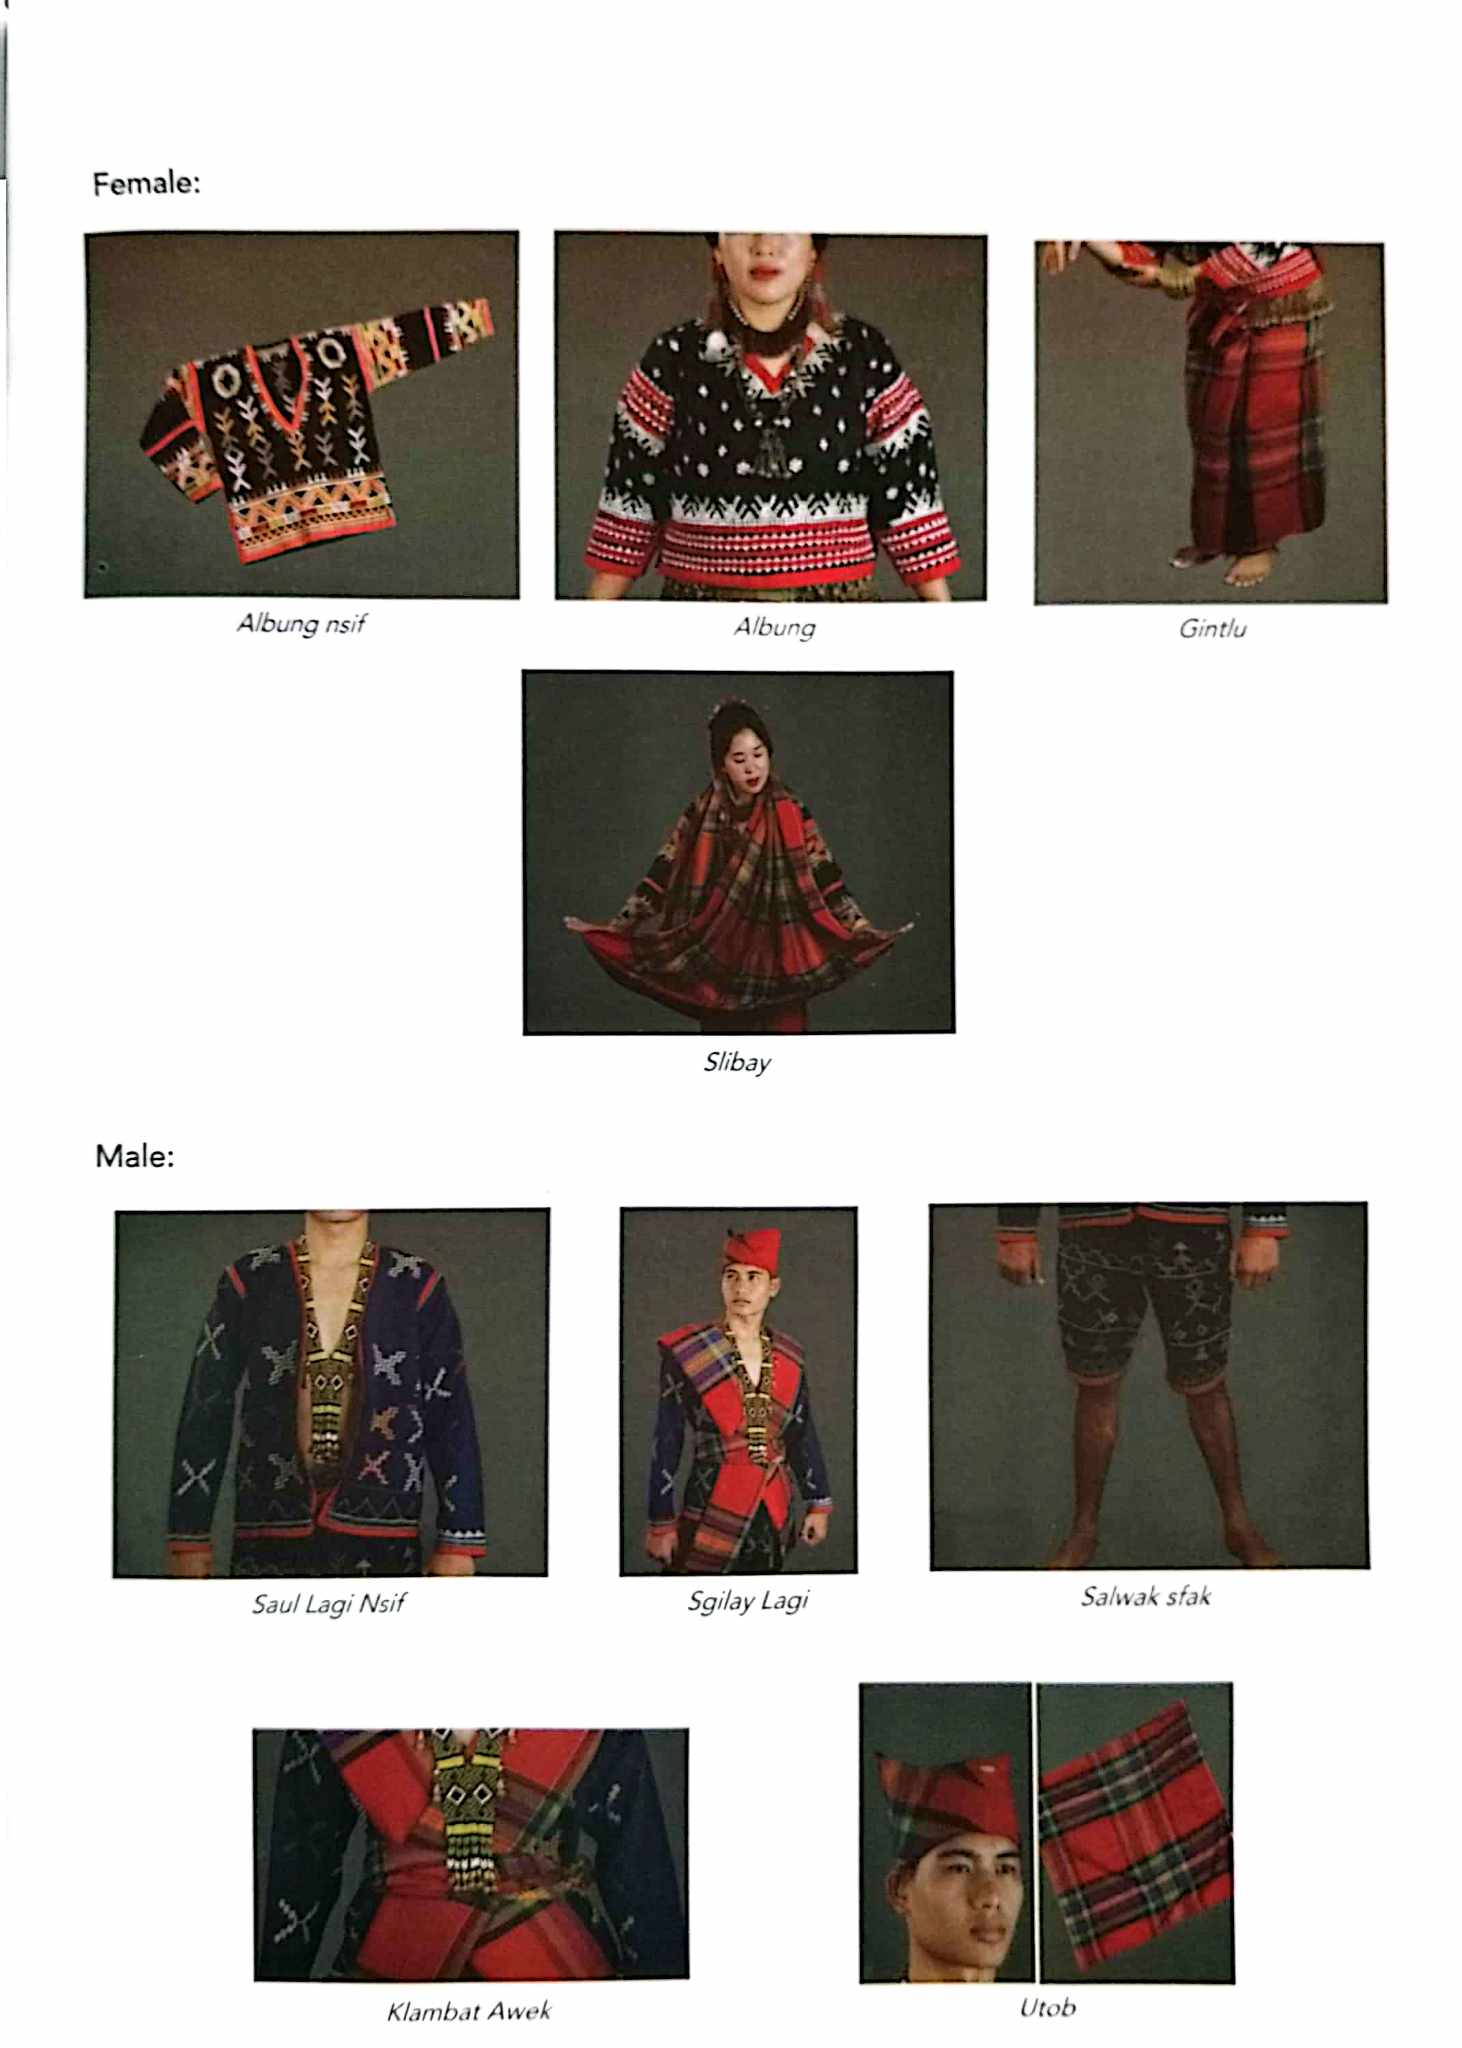 Female:
Albung nsif
Albung
Gintlu
Slibay
Male:
Saul Lagi Nsif
Sgilay Lagi
Salwak sfak
Klambat Awek
Utob